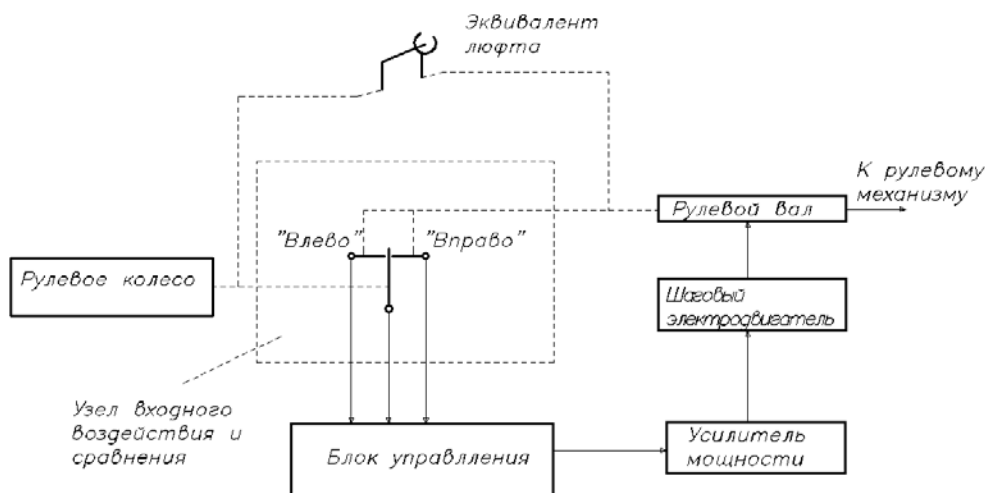 Эквивалент
люфта
К рулевому
механизму
Рулевой вал
"Влево" "Вправо"
Рулевое колесо
Шаговый
электродвигатель
Узел входного
воздействия и
сравнения
Блок управлления
Усилитель
мощности